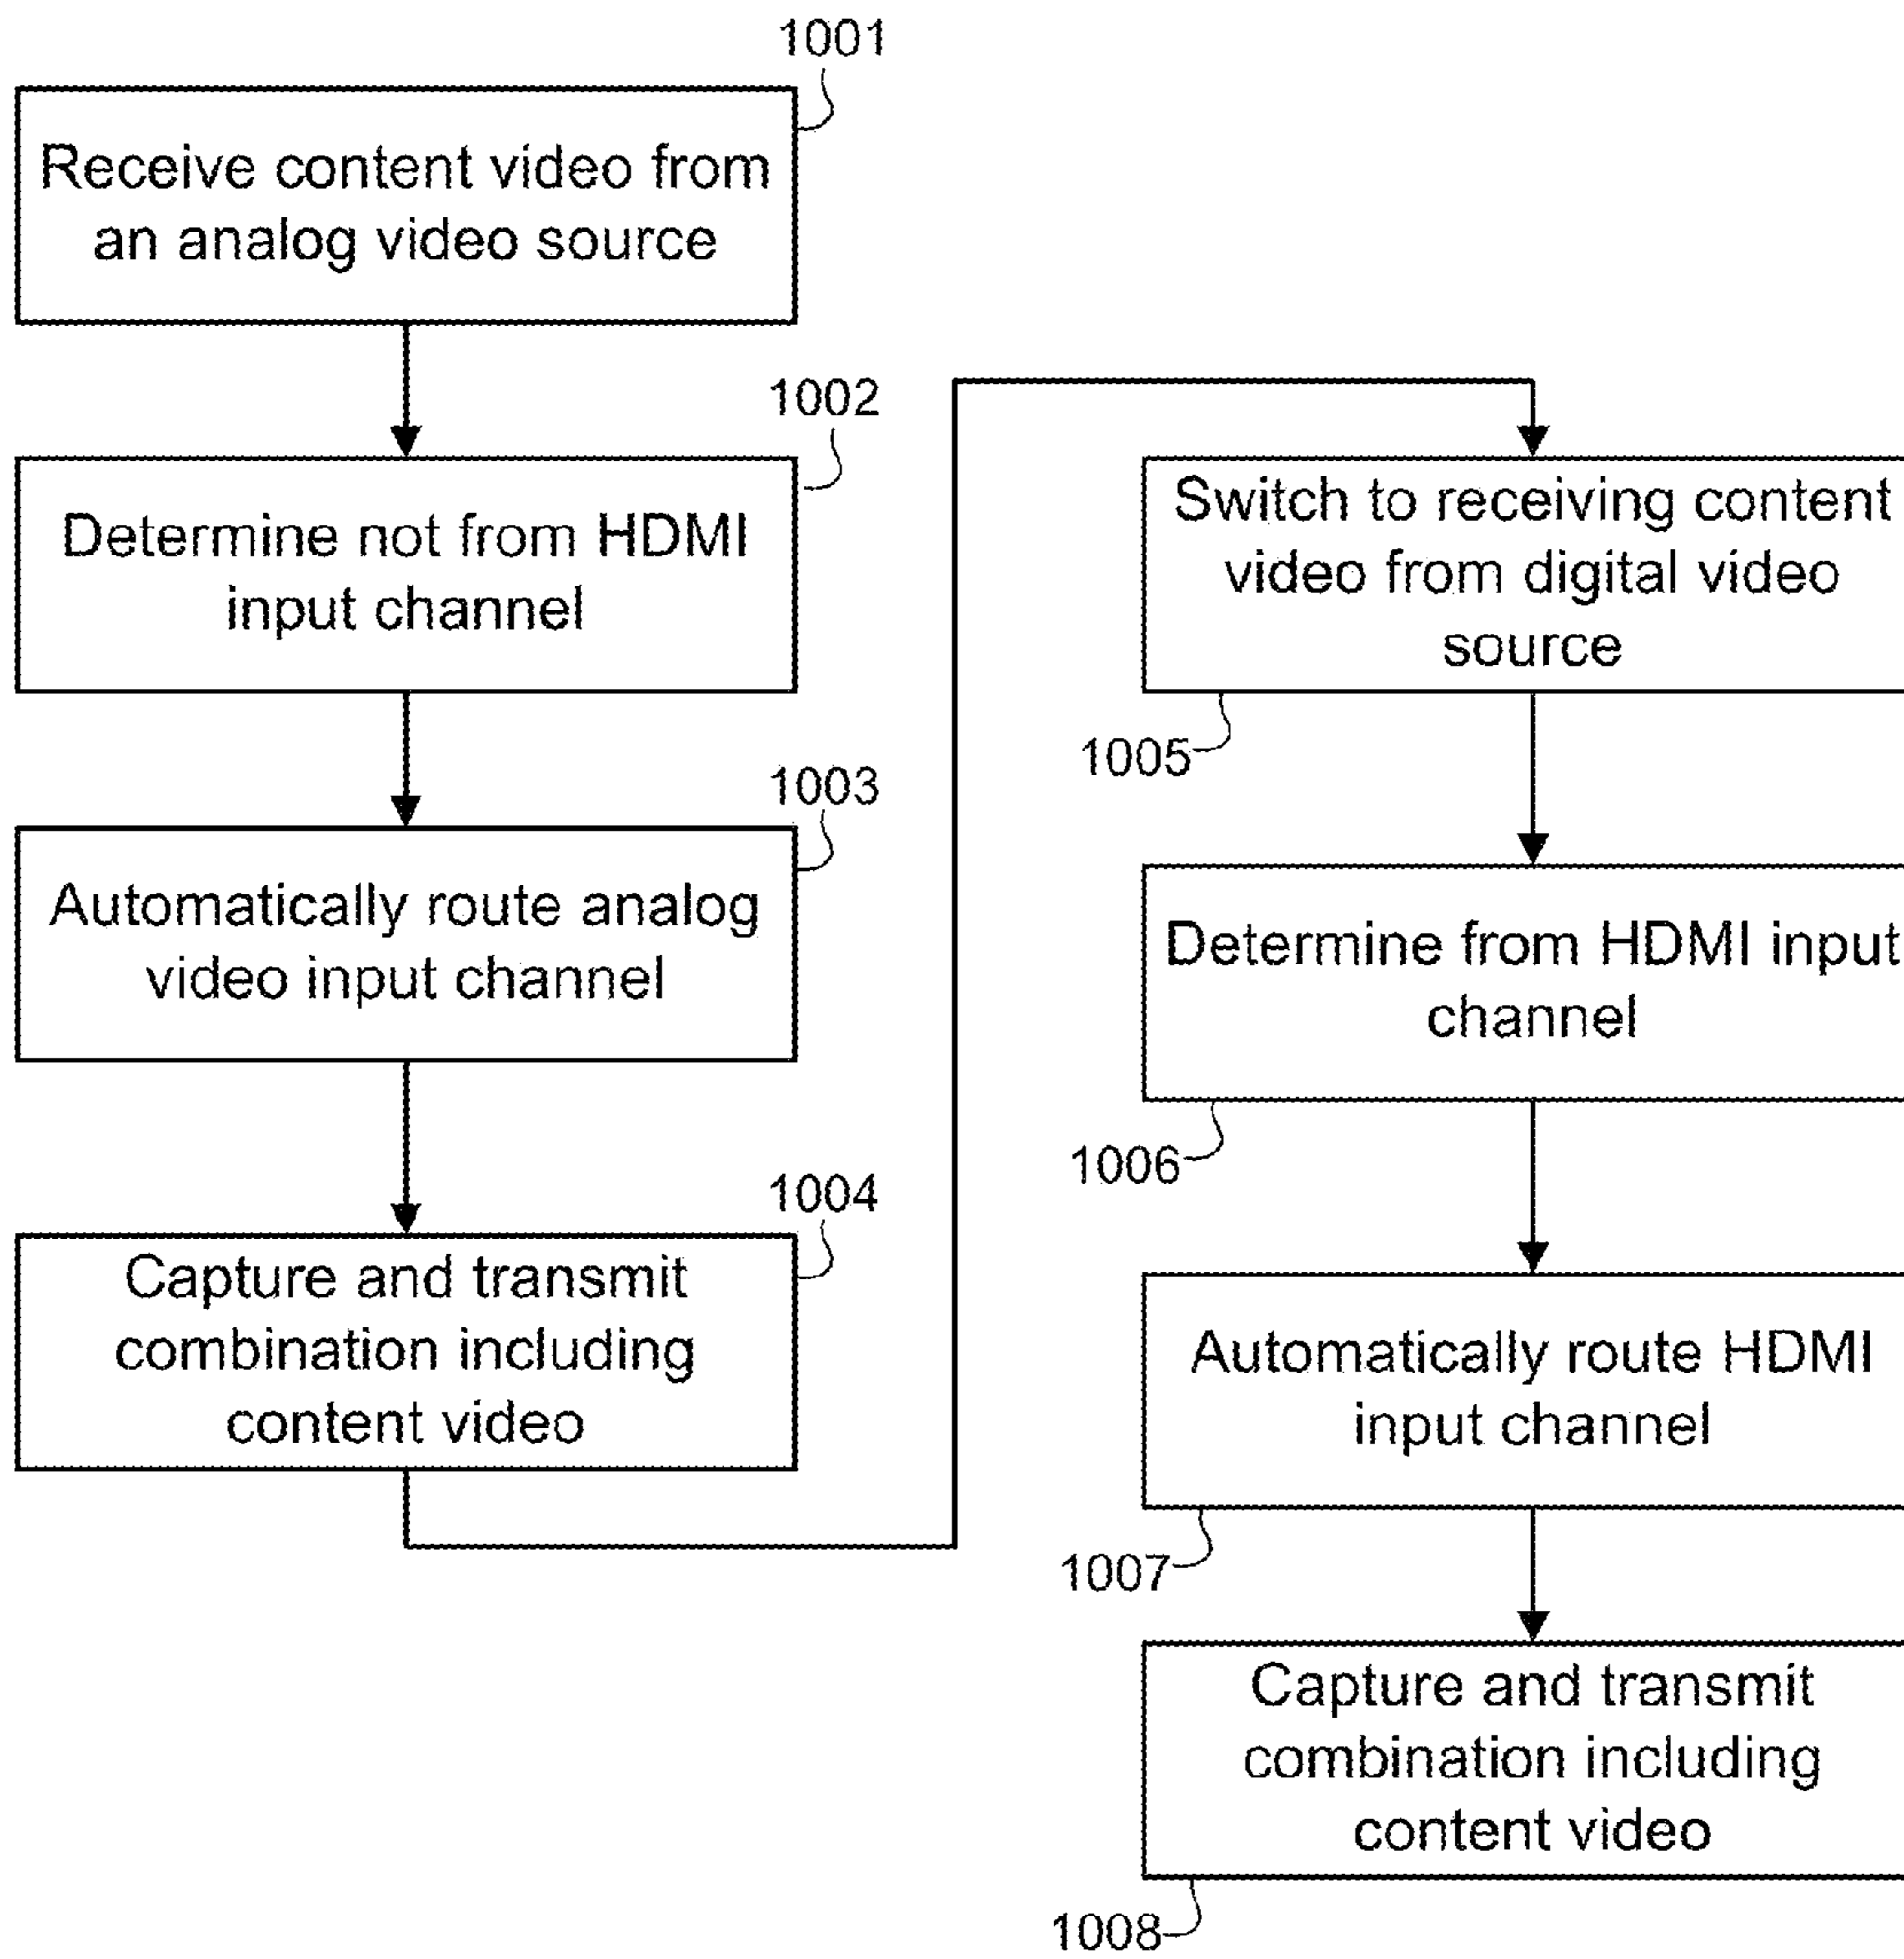 1001
Receive content video from
an analog video source
1002
Determine not from HDMI
input channel
1003
Automatically route analog
video input channel
1004
Capture and transmit
combination including
content video
Switch to receiving content
video from digital video
source
1005
Determine from HDMI input
channel
1006
Automatically route HDMI
input channel
1007
Capture and transmit
combination including
content video
1008